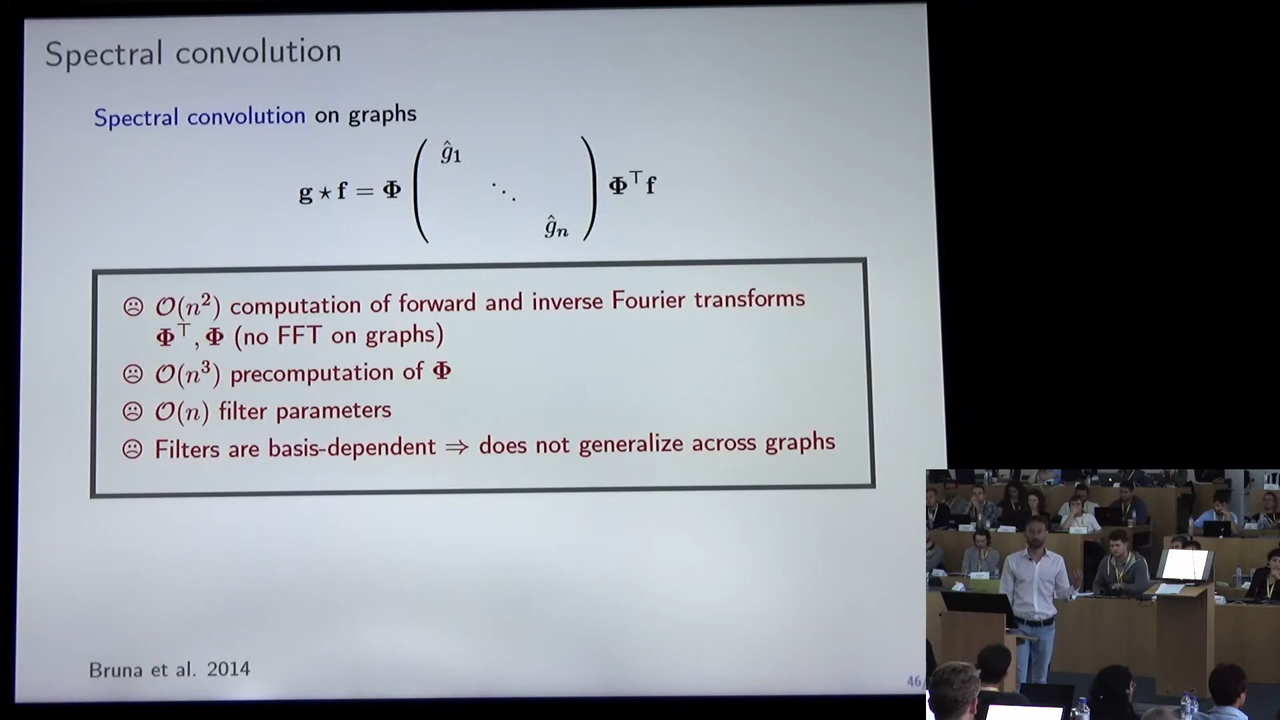 Spectral convolution
Spectral convolution on graphs
g ⋆ f = Φ ( ĝ1 ⋱ ĝn ) Φ⊤f
☹ O(n²) computation of forward and inverse Fourier transforms
Φ⊤, Φ (no FFT on graphs)
☹ O(n³) precomputation of Φ
☹ O(n) filter parameters
☹ Filters are basis-dependent ⇒ does not generalize across graphs
Bruna et al. 2014
46/